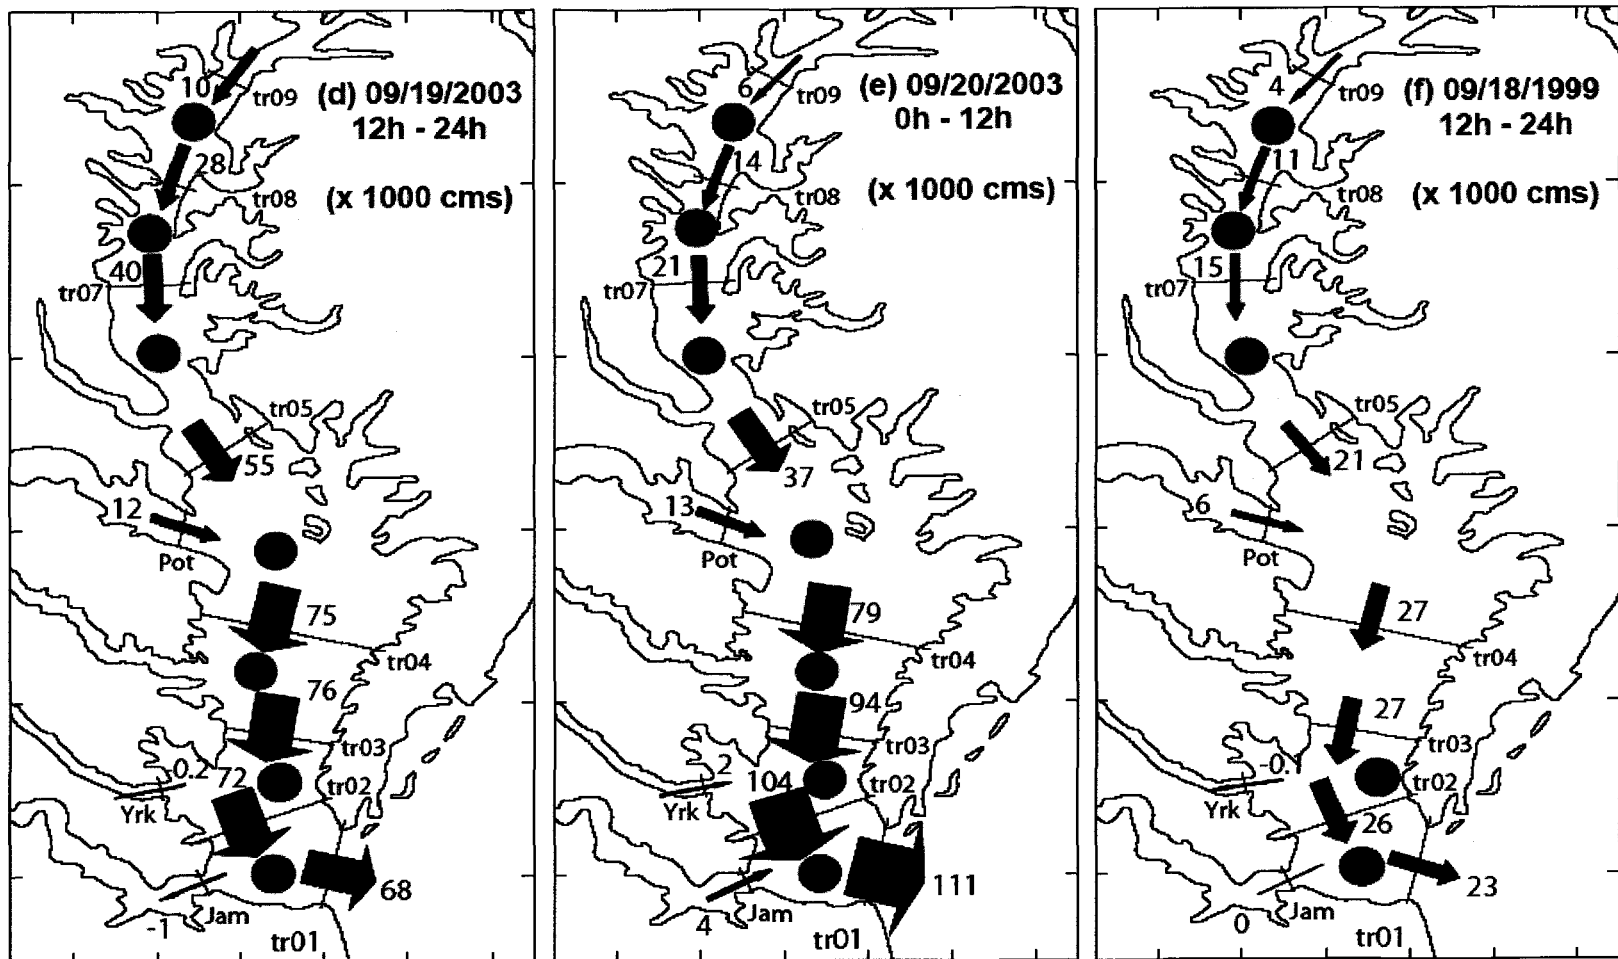 10
tr09
(d) 09/19/2003
12h - 24h
28
tr08
(x 1000 cms)
40
tr07
tr05
55
12
Pot
75
tr04
76
tr03
-0.2
72
tr02
Yrk
68
Jam
-1
tr01
6
tr09
(e) 09/20/2003
0h - 12h
14
tr08
(x 1000 cms)
21
tr07
tr05
37
13
Pot
79
tr04
94
tr03
2
104
tr02
Yrk
111
Jam
4
tr01
4
tr09
(f) 09/18/1999
12h - 24h
11
tr08
(x 1000 cms)
15
tr07
tr05
21
6
Pot
27
tr04
27
tr03
-0.1
tr02
Yrk
26
23
Jam
0
tr01